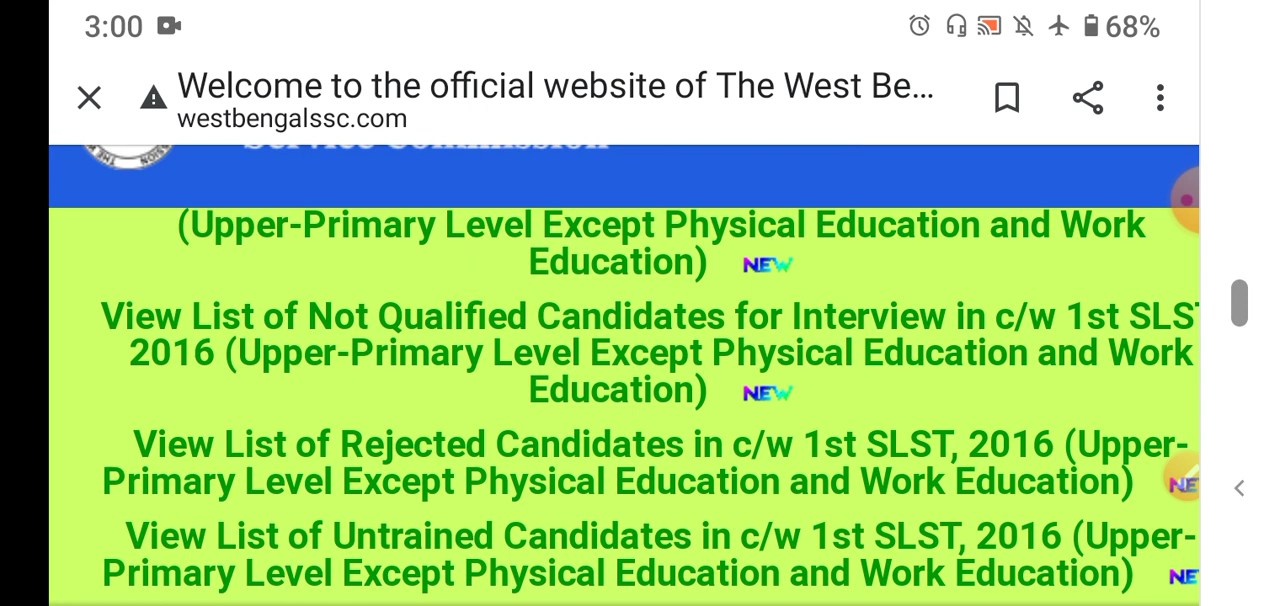 3:00 68%
Welcome to the official website of The West Be...
westbengalssc.com
Service Commission
(Upper-Primary Level Except Physical Education and Work
Education) NEW
View List of Not Qualified Candidates for Interview in c/w 1st SLST
2016 (Upper-Primary Level Except Physical Education and Work
Education) NEW
View List of Rejected Candidates in c/w 1st SLST, 2016 (Upper-
Primary Level Except Physical Education and Work Education) NE
View List of Untrained Candidates in c/w 1st SLST, 2016 (Upper-
Primary Level Except Physical Education and Work Education) NE